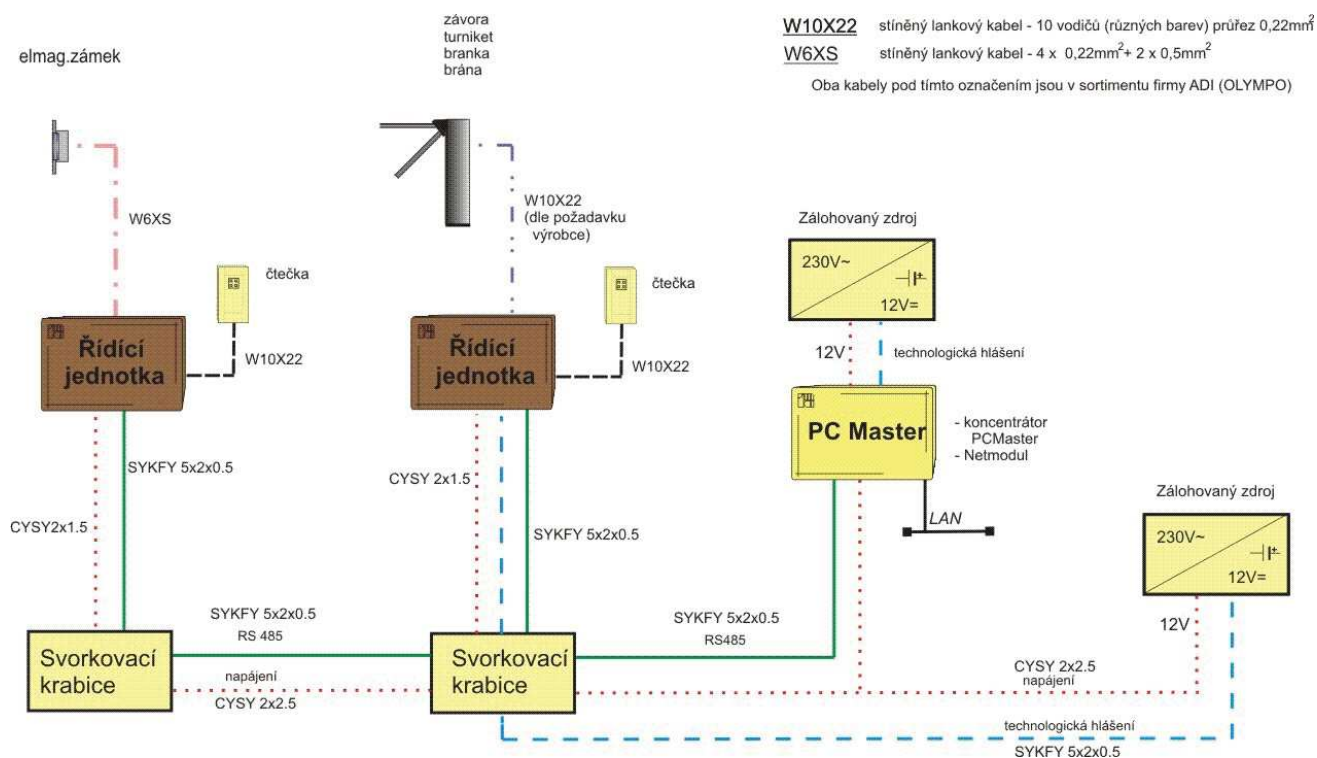 závora
turniket
branka
brána
elmag.zámek
W10X22 stíněný lankový kabel - 10 vodičů (různých barev) průřez 0,22mm²
W6XS stíněný lankový kabel - 4 x 0,22mm²+ 2 x 0,5mm²
Oba kabely pod tímto označením jsou v sortimentu firmy ADI (OLYMPO)
W6XS
W10X22
(dle požadavku
výrobce)
Zálohovaný zdroj
230V~
12V=
čtečka
čtečka
Řídící
jednotka
W10X22
Řídící
jednotka
W10X22
12V
technologická hlášení
PC Master
- koncentrátor
PCMaster
- Netmodul
LAN
SYKFY 5x2x0.5
CYSY2x1.5
CYSY 2x1.5
SYKFY 5x2x0.5
Zálohovaný zdroj
230V~
12V=
12V
SYKFY 5x2x0.5
RS 485
SYKFY 5x2x0.5
RS485
Svorkovací
krabice
napájení
CYSY 2x2.5
Svorkovací
krabice
CYSY 2x2.5
napájení
technologická hlášení
SYKFY 5x2x0.5